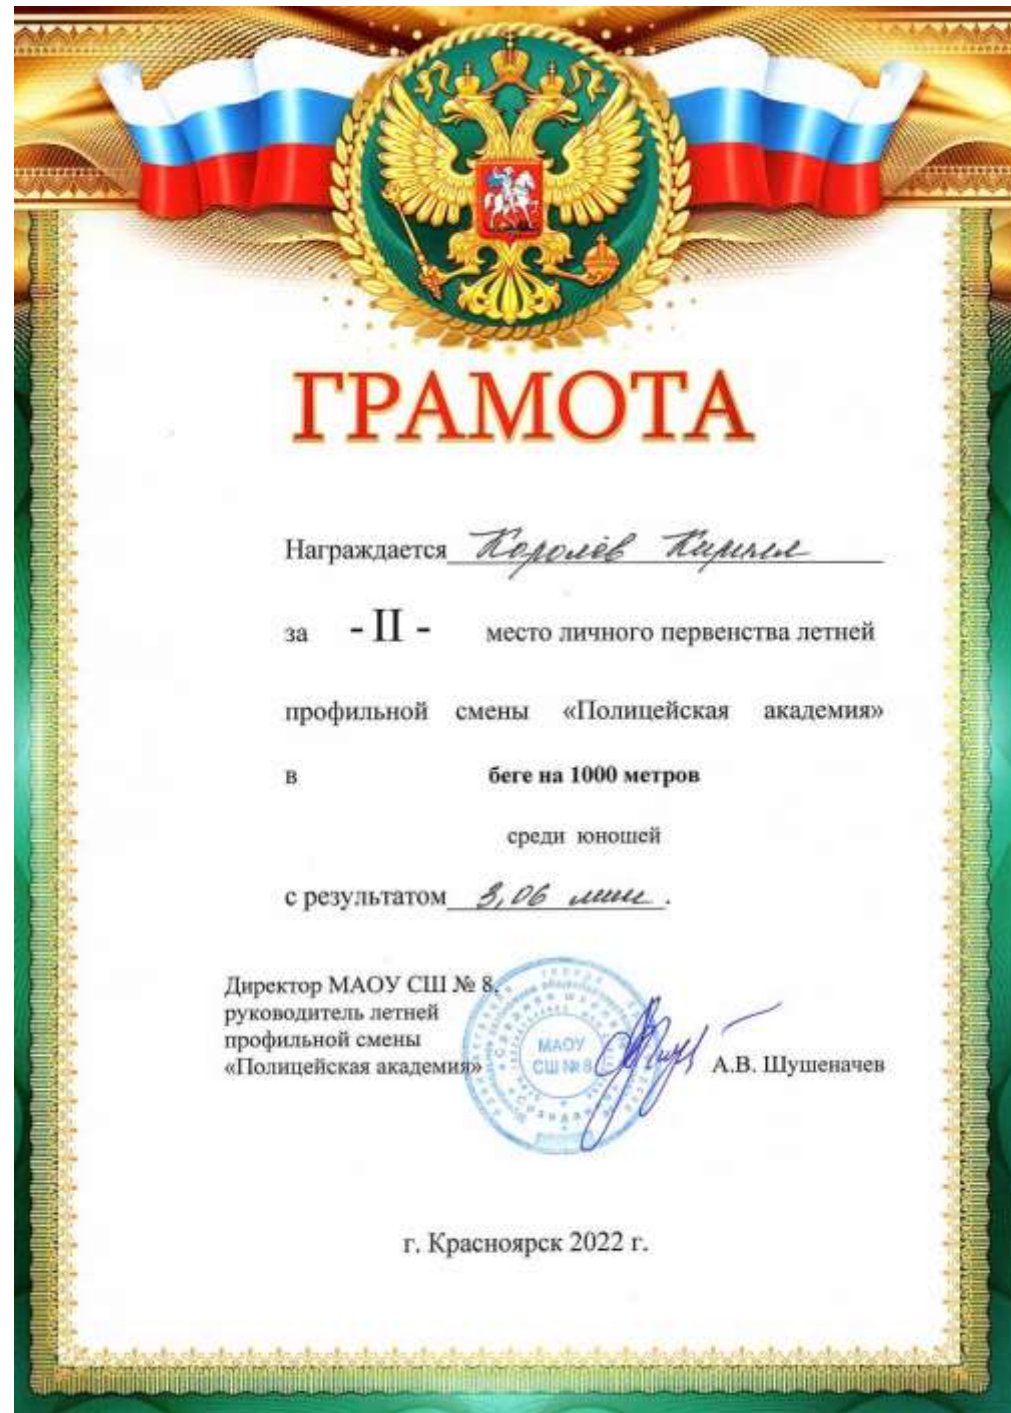 ГРАМОТА
Награждается Королёв Кирилл
за - II - место личного первенства летней
профильной смены «Полицейская академия»
в беге на 1000 метров
среди юношей
с результатом 3,06 мин.
Директор МАОУ СШ № 8,
руководитель летней
профильной смены
«Полицейская академия»
МАОУ
СШ № 8
А.В. Шушеначев
г. Красноярск 2022 г.